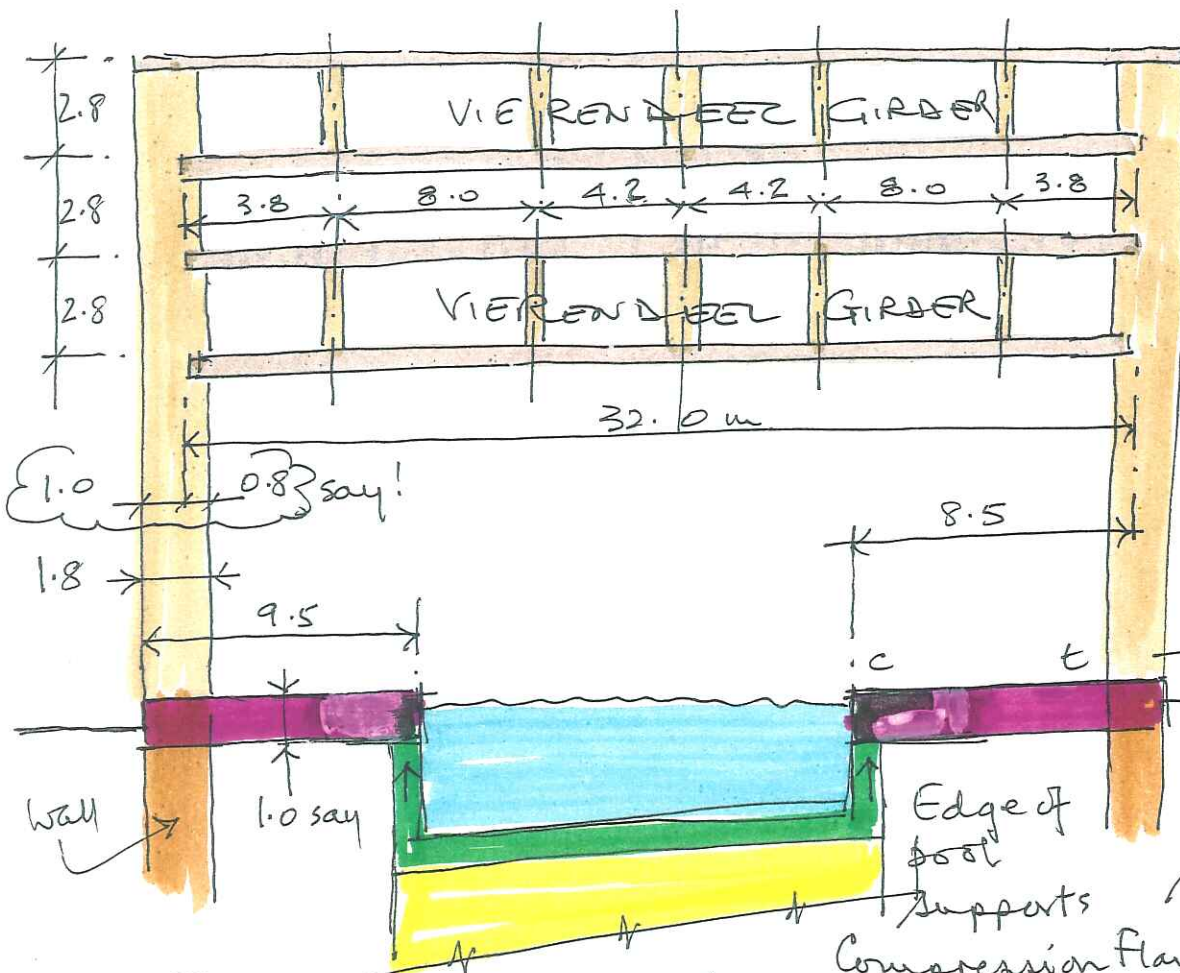 2.8
VIERENDEEL GIRDER
2.8
3.8 8.0 4.2 4.2 8.0 3.8
2.8
VIERENDEEL GIRDER
32.0 m
1.0 0.8 say!
8.5
1.8
9.5
c t
Wall
1.0 say
Edge of
pool
supports
Compression Flan